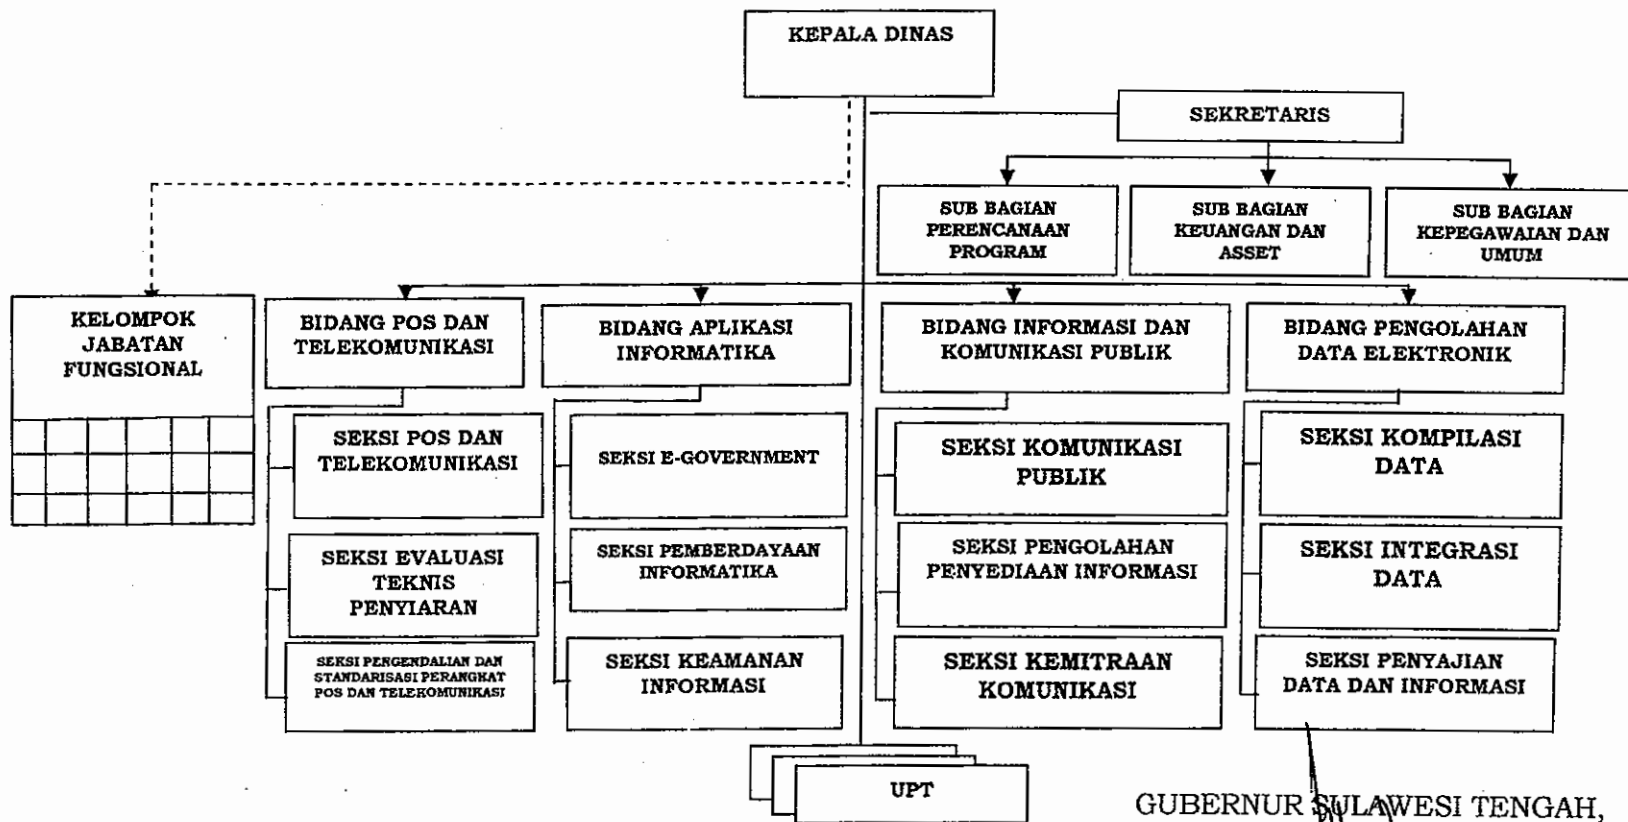 KEPALA DINAS
SEKRETARIS
SUB BAGIAN
PERENCANAAN
PROGRAM
SUB BAGIAN
KEUANGAN DAN
ASSET
SUB BAGIAN
KEPEGAWAIAN DAN
UMUM
KELOMPOK
JABATAN
FUNGSIONAL
BIDANG POS DAN
TELEKOMUNIKASI
BIDANG APLIKASI
INFORMATIKA
BIDANG INFORMASI DAN
KOMUNIKASI PUBLIK
BIDANG PENGOLAHAN
DATA ELEKTRONIK
SEKSI POS DAN
TELEKOMUNIKASI
SEKSI E-GOVERNMENT
SEKSI KOMUNIKASI
PUBLIK
SEKSI KOMPILASI
DATA
SEKSI EVALUASI
TEKNIS
PENYIARAN
SEKSI PEMBERDAYAAN
INFORMATIKA
SEKSI PENGOLAHAN
PENYEDIAAN INFORMASI
SEKSI INTEGRASI
DATA
SEKSI PENGENDALIAN DAN
STANDARISASI PERANGKAT
POS DAN TELEKOMUNIKASI
SEKSI KEAMANAN
INFORMASI
SEKSI KEMITRAAN
KOMUNIKASI
SEKSI PENYAJIAN
DATA DAN INFORMASI
UPT
GUBERNUR SULAWESI TENGAH,